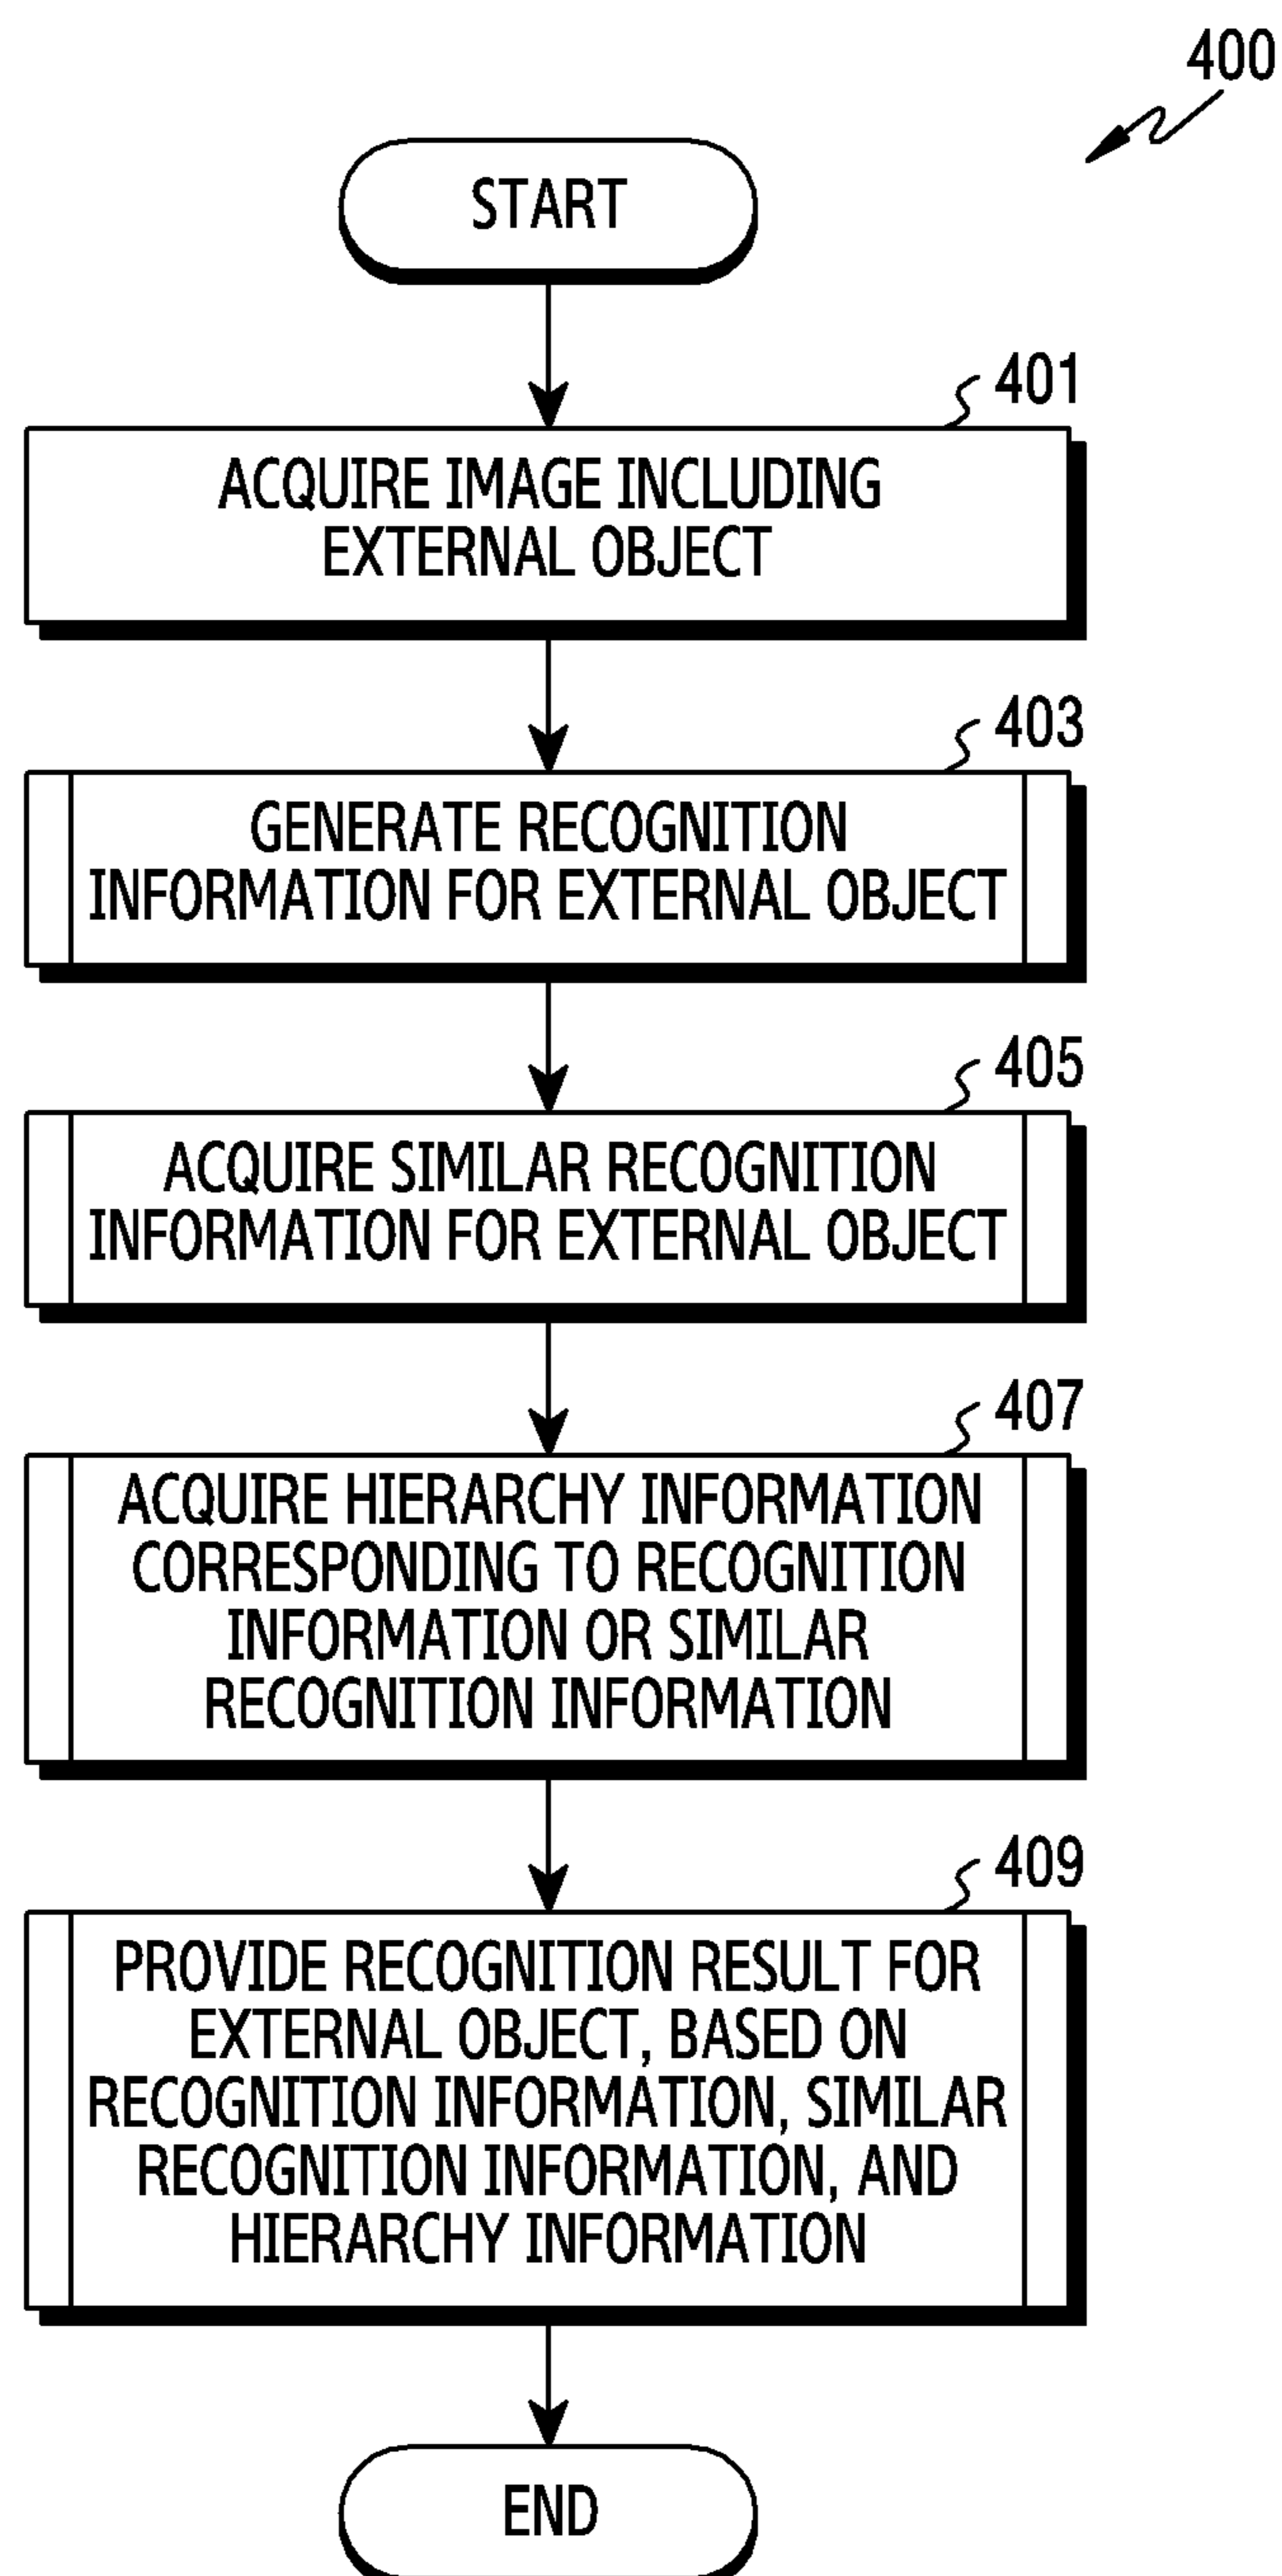 400
START
401
ACQUIRE IMAGE INCLUDING
EXTERNAL OBJECT
403
GENERATE RECOGNITION
INFORMATION FOR EXTERNAL OBJECT
405
ACQUIRE SIMILAR RECOGNITION
INFORMATION FOR EXTERNAL OBJECT
407
ACQUIRE HIERARCHY INFORMATION
CORRESPONDING TO RECOGNITION
INFORMATION OR SIMILAR
RECOGNITION INFORMATION
409
PROVIDE RECOGNITION RESULT FOR
EXTERNAL OBJECT, BASED ON
RECOGNITION INFORMATION, SIMILAR
RECOGNITION INFORMATION, AND
HIERARCHY INFORMATION
END